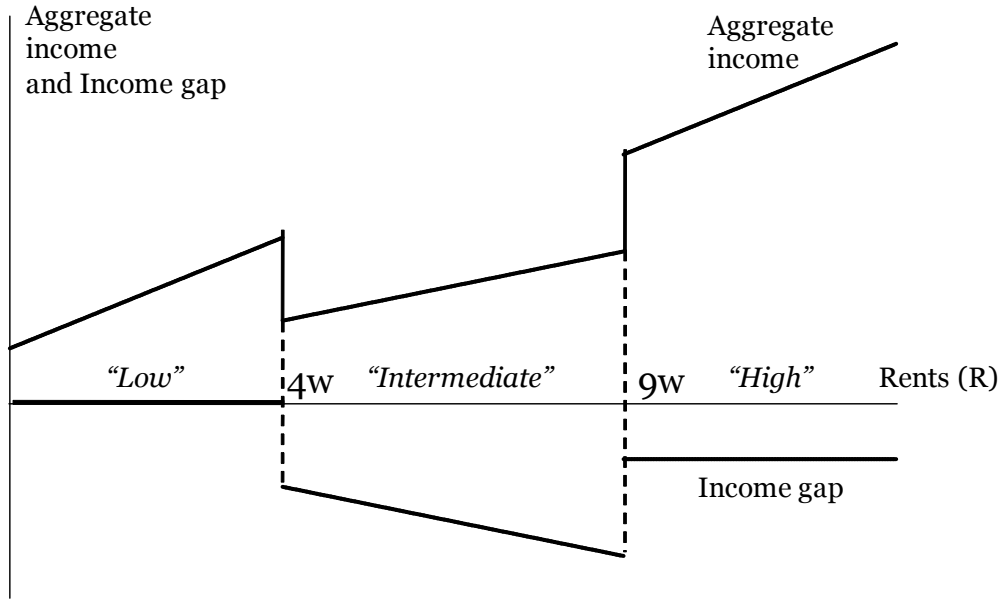 Aggregate
income
and Income gap
Aggregate
income
“Low”
4w
“Intermediate”
9w
“High”
Rents (R)
Income gap